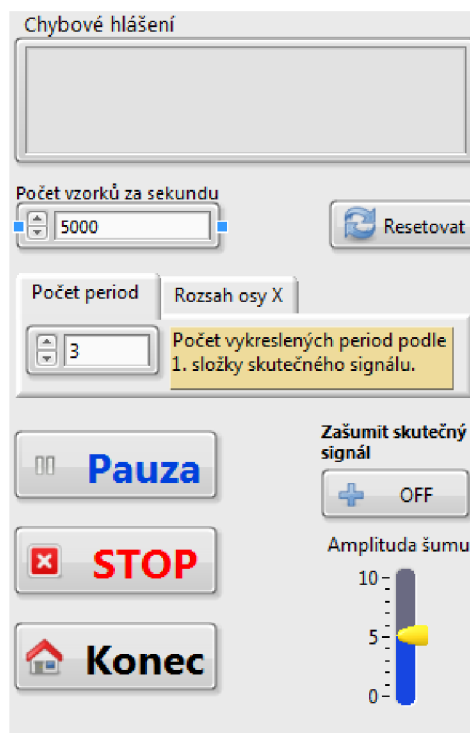 Chybové hlášení
Počet vzorků za sekundu
5000
Resetovat
Počet period
Rozsah osy X
3
Počet vykreslených period podle
1. složky skutečného signálu.
Zašumit skutečný
signál
Pauza
OFF
STOP
Amplituda šumu
10
5
0
Konec